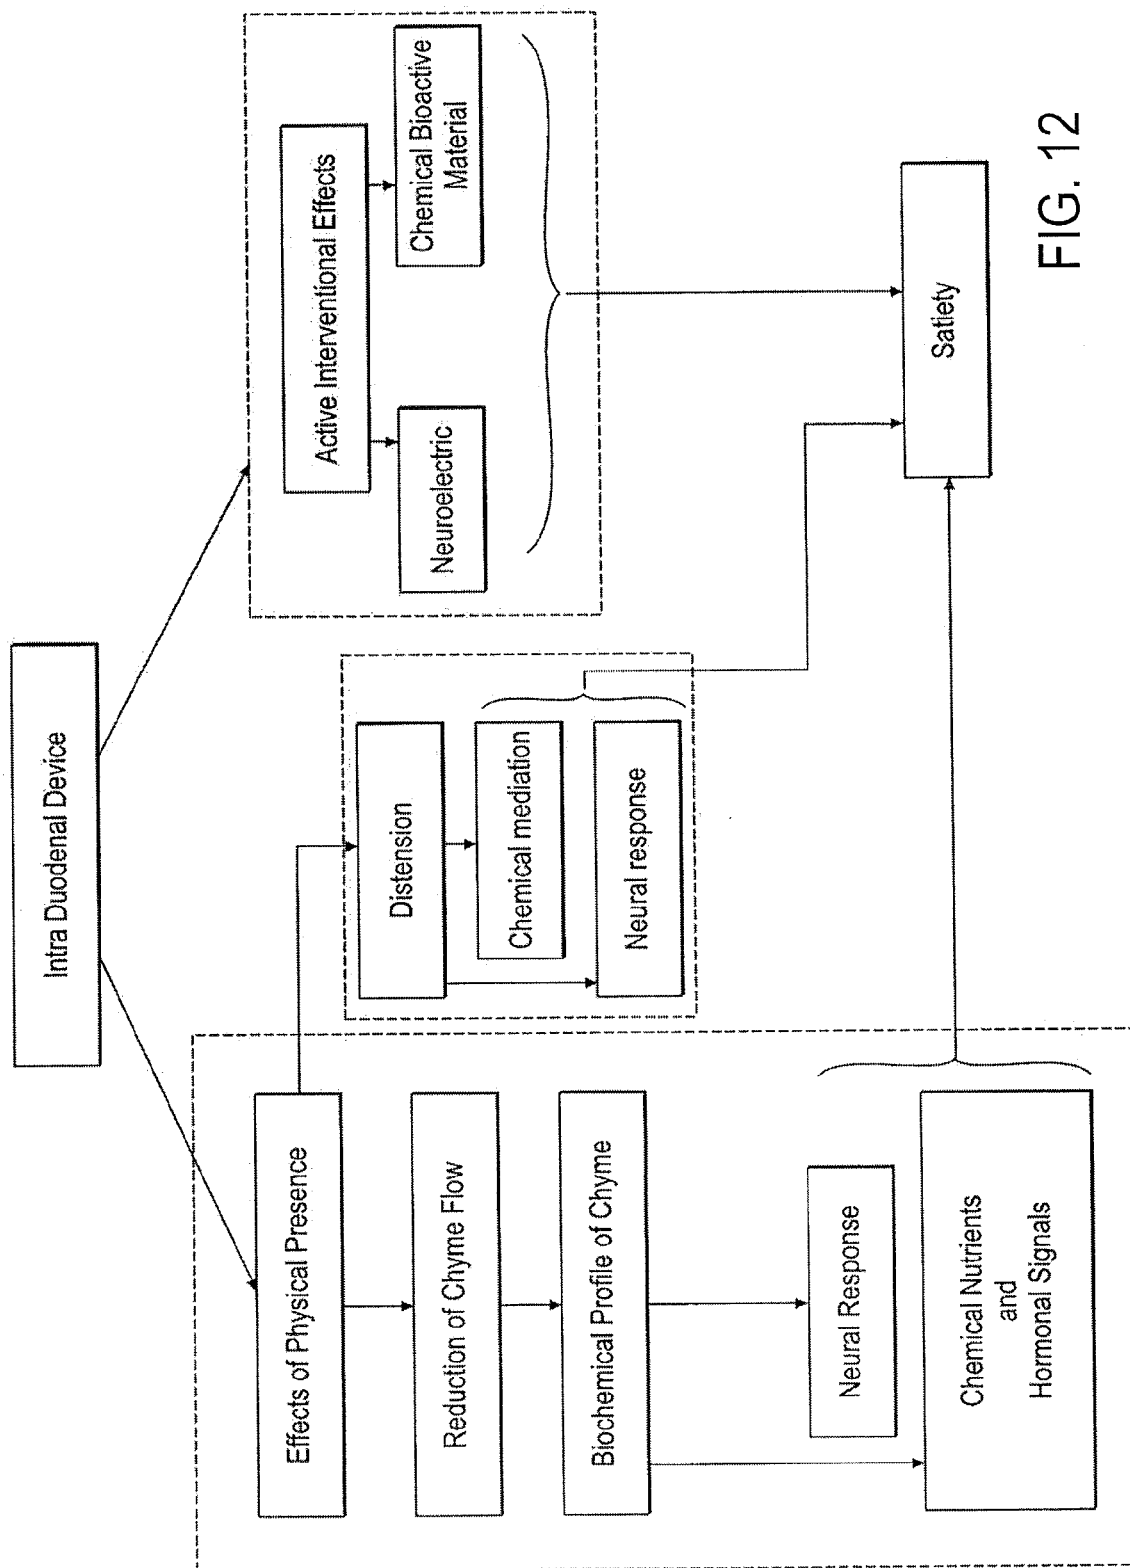 Intra Duodenal Device
Effects of Physical Presence
Reduction of Chyme Flow
Biochemical Profile of Chyme
Neural Response
Chemical Nutrients
and
Hormonal Signals
Distension
Chemical mediation
Neural response
Active Interventional Effects
Neuroelectric
Chemical Bioactive
Material
Satiety
FIG. 12